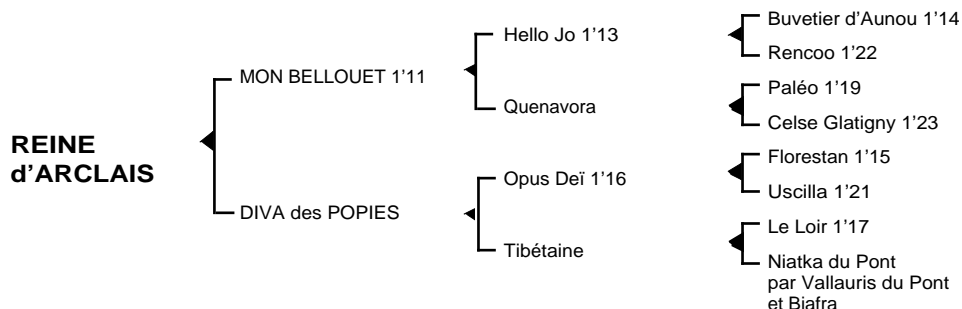 REINE
d’ARCLAIS
MON BELLOUET 1’11
DIVA des POPIES
Hello Jo 1’13
Quenavora
Opus Deï 1’16
Tibétaine
Buvetier d’Aunou 1’14
Rencoo 1’22
Paléo 1’19
Celse Glatigny 1’23
Florestan 1’15
Uscilla 1’21
Le Loir 1’17
Niatka du Pont
par Vallauris du Pont
et Biafra